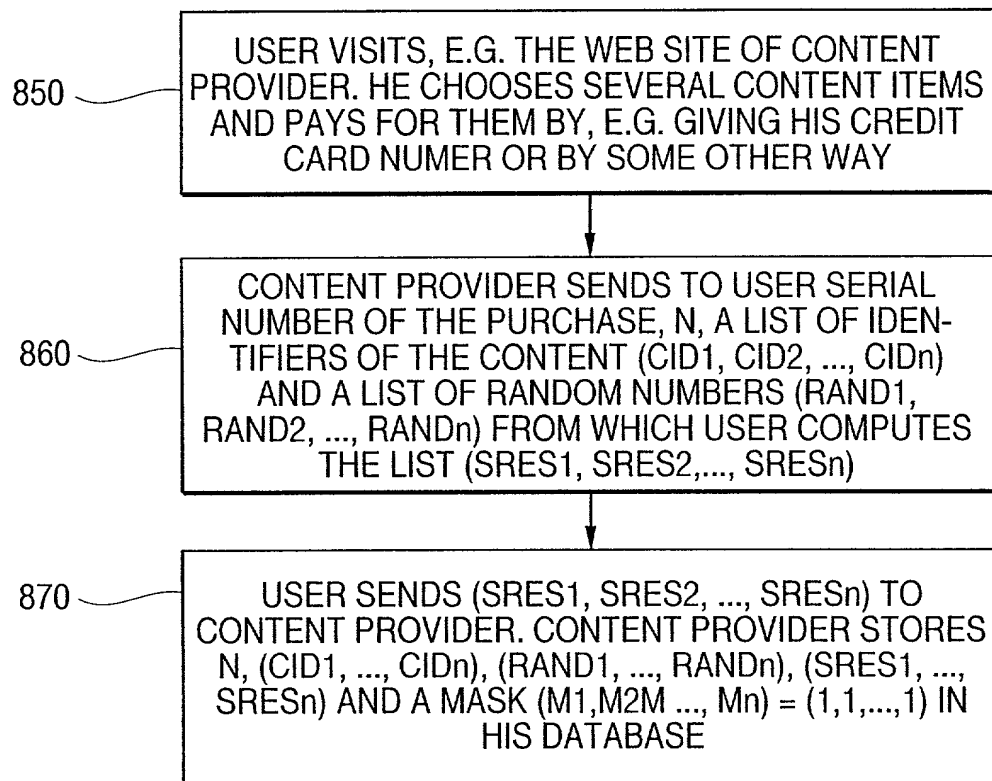 850
USER VISITS, E.G. THE WEB SITE OF CONTENT
PROVIDER. HE CHOOSES SEVERAL CONTENT ITEMS
AND PAYS FOR THEM BY, E.G. GIVING HIS CREDIT
CARD NUMER OR BY SOME OTHER WAY
860
CONTENT PROVIDER SENDS TO USER SERIAL
NUMBER OF THE PURCHASE, N, A LIST OF IDEN-
TIFIERS OF THE CONTENT (CID1, CID2, ..., CIDn)
AND A LIST OF RANDOM NUMBERS (RAND1,
RAND2, ..., RANDn) FROM WHICH USER COMPUTES
THE LIST (SRES1, SRES2,..., SRESn)
870
USER SENDS (SRES1, SRES2, ..., SRESn) TO
CONTENT PROVIDER. CONTENT PROVIDER STORES
N, (CID1, ..., CIDn), (RAND1, ..., RANDn), (SRES1, ...,
SRESn) AND A MASK (M1,M2M ..., Mn) = (1,1,...,1) IN
HIS DATABASE